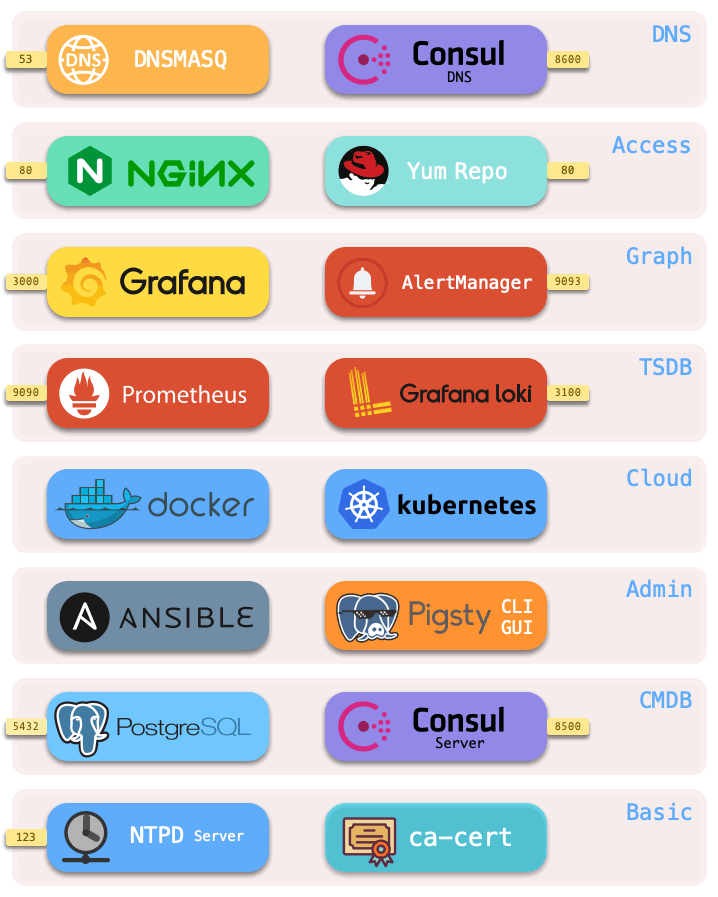 DNS
53
DNS
DNSMASQ
Consul
DNS
8600
Access
80
N
NGiNX
Yum Repo
80
Graph
3000
Grafana
AlertManager
9093
TSDB
9090
Prometheus
Grafana loki
3100
Cloud
docker
kubernetes
Admin
A
ANSIBLE
Pigsty
CLI
GUI
CMDB
5432
PostgreSQL
Consul
Server
8500
Basic
123
NTPD Server
ca-cert